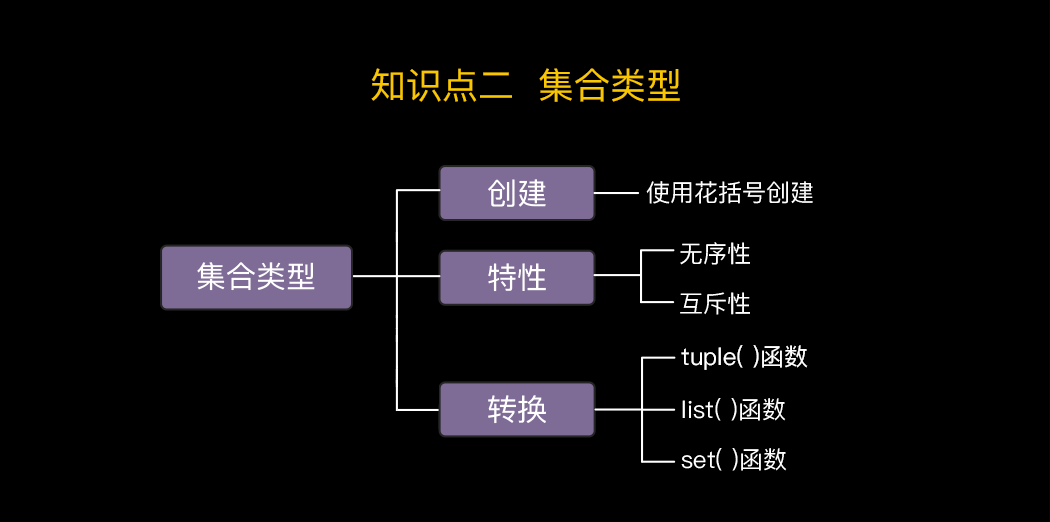 知识点二 集合类型
集合类型
创建
使用花括号创建
特性
无序性
互斥性
转换
tuple( )函数
list( )函数
set( )函数